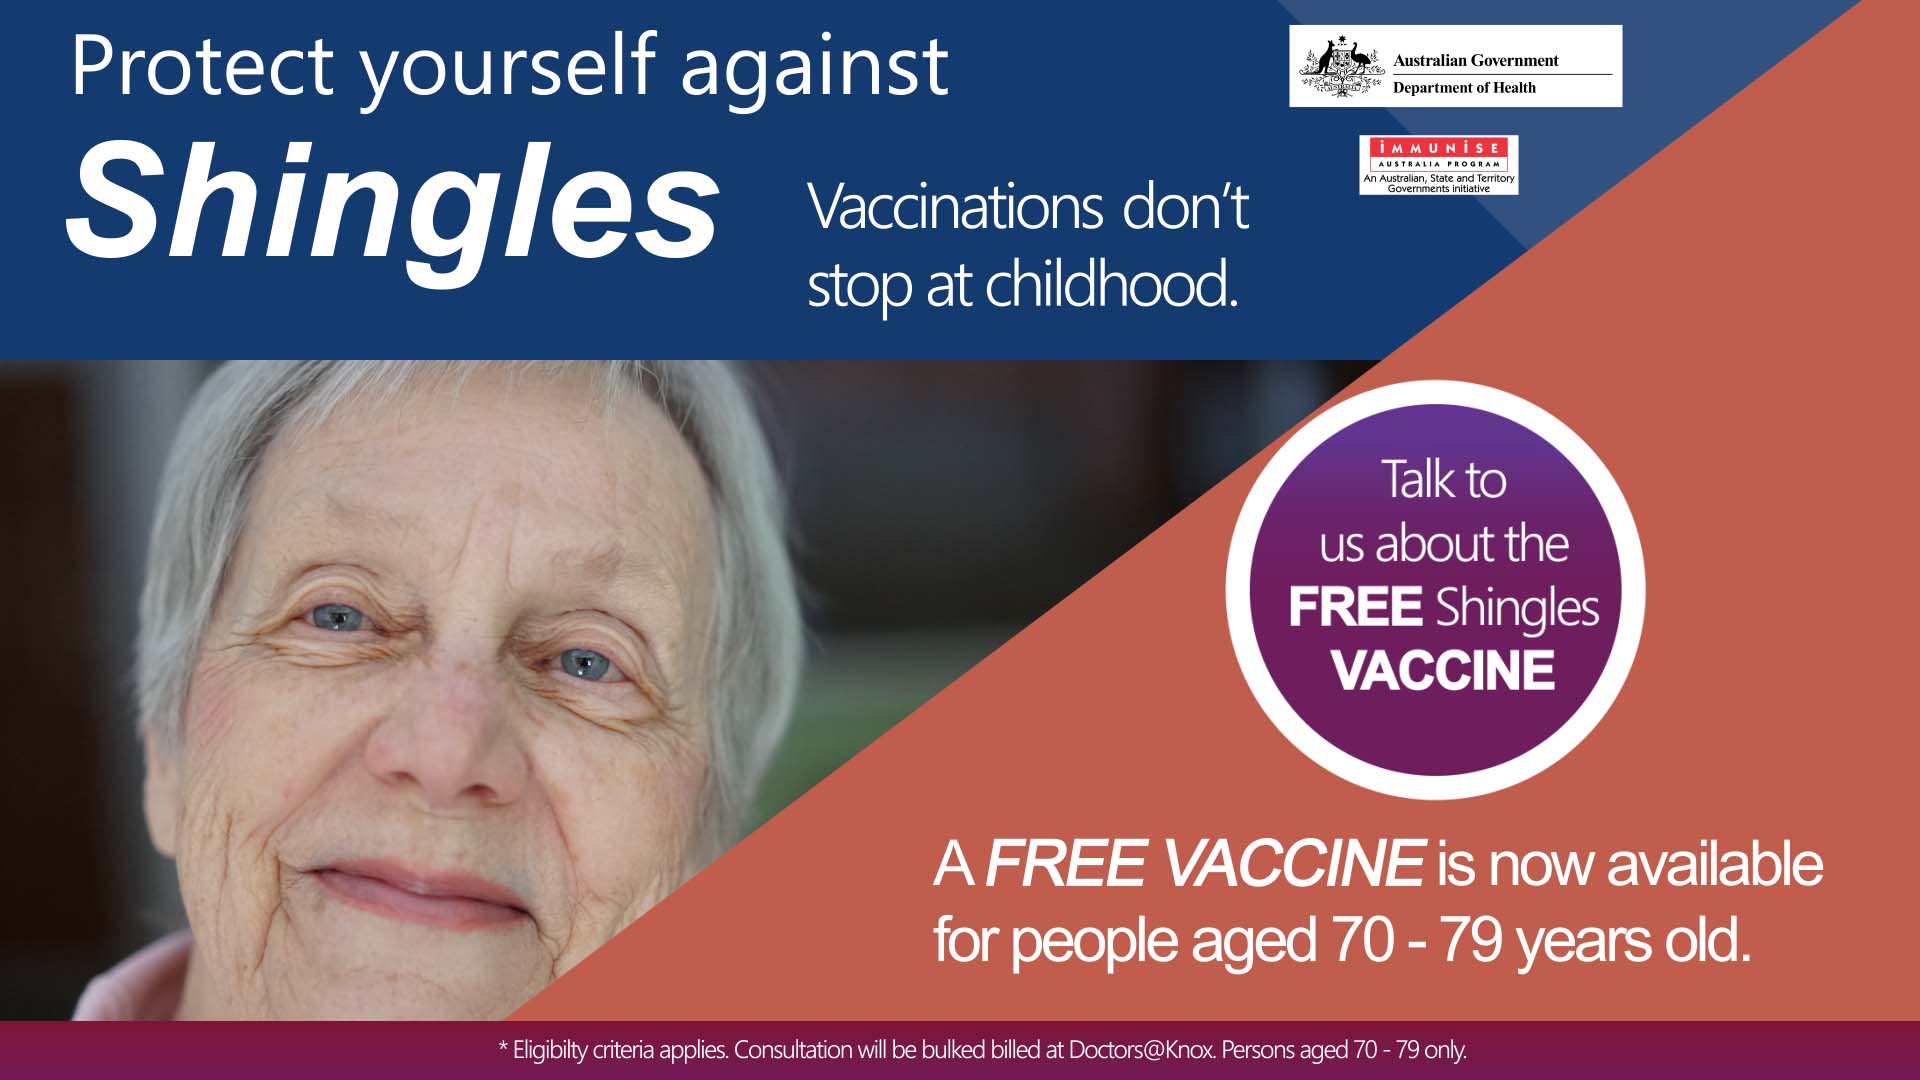 Protect yourself against
Shingles
Vaccinations don't
stop at childhood.
Australian Government
Department of Health
iMMUNiSE
AUSTRALIA PROGRAM
An Australian, State and Territory
Governments initiative
Talk to
us about the
FREE Shingles
VACCINE
A FREE VACCINE is now available
for people aged 70 - 79 years old.
* Eligibilty criteria applies. Consultation will be bulked billed at Doctors@Knox. Persons aged 70 - 79 only.